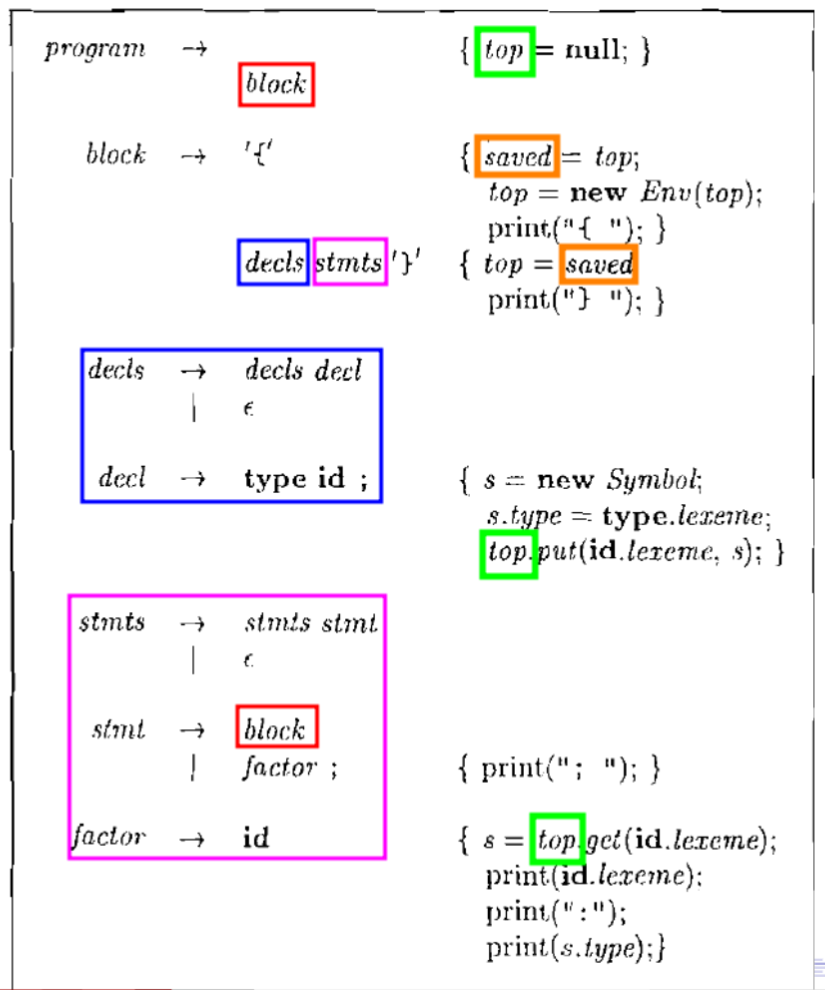 program → { top = null; }
block
block → '{' { saved = top;
top = new Env(top);
print("{ "); }
decls stmts '}' { top = saved
print("} "); }
decls → decls decl
| ϵ
decl → type id ; { s = new Symbol;
s.type = type.lexeme;
top.put(id.lexeme, s); }
stmts → stmts stmt
| ϵ
stmt → block
| factor ; { print("; "); }
factor → id { s = top.get(id.lexeme);
print(id.lexeme);
print(":");
print(s.type);}